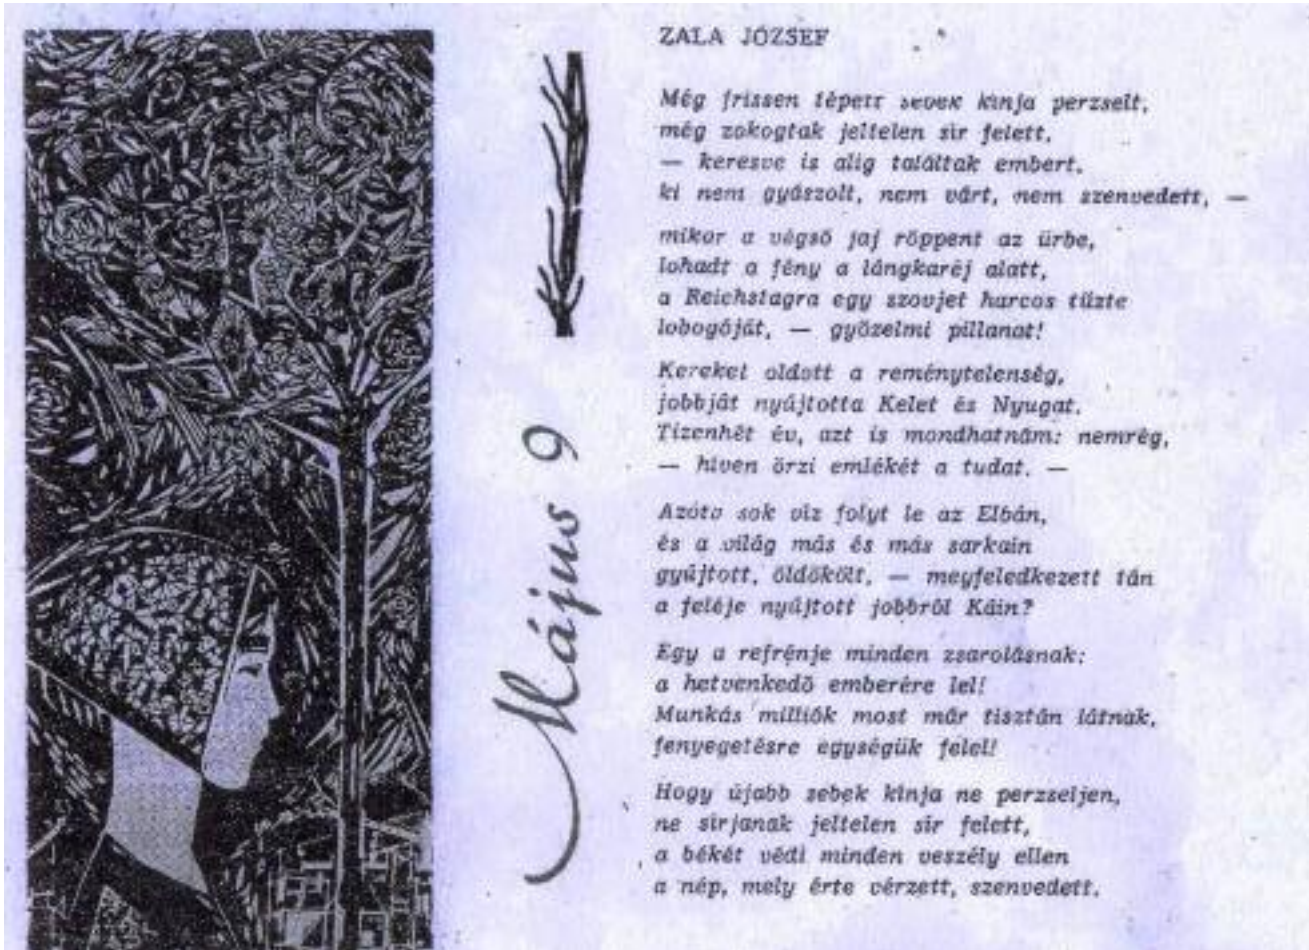 ZALA JÓZSEF
Május 9
Még frissen tépett sebek kínja perzselt,
még zokogtak jeltelen sír felett,
— keresve is alig találtak embert,
ki nem gyászolt, nem várt, nem szenvedett, —
mikor a végső jaj röppent az űrbe,
lohadt a fény a lángkaréj alatt,
a Reichstagra egy szovjet harcos tűzte
lobogóját, — győzelmi pillanat!
Kereket oldott a reménytelenség,
jobbját nyújtotta Kelet és Nyugat.
Tizenhét év, azt is mondhatnám: nemrég,
— híven őrzi emlékét a tudat. —
Azóta sok víz folyt le az Elbán,
és a világ más és más sarkain
gyújtott, öldökölt, — megfeledkezett tán
a feléje nyújtott jobbról Káin?
Egy a refrénje minden zsarolásnak:
a hetvenkedő emberére lel!
Munkás milliók most már tisztán látnak,
fenyegetésre egységük felel!
Hogy újabb sebek kínja ne perzseljen,
ne sírjanak jeltelen sír felett,
a békét védi minden veszély ellen
a nép, mely érte vérzett, szenvedett.